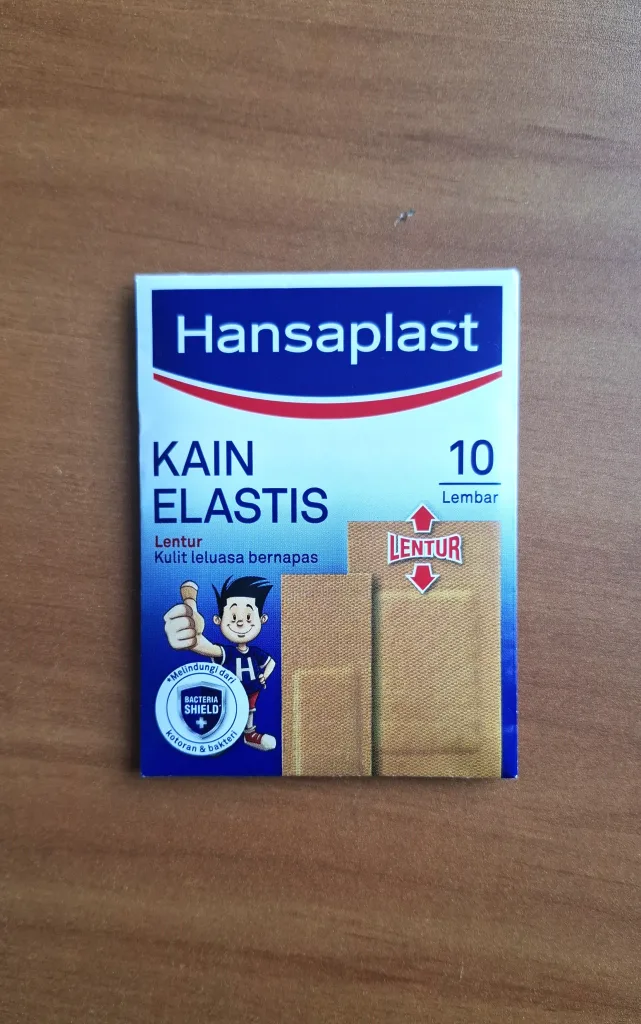 Hansaplast
KAIN
ELASTIS
10
Lembar
Lentur
Kulit leluasa bernapas
LENTUR
H
*Melindungi dari
BACTERIA
SHIELD
kotoran & bakteri